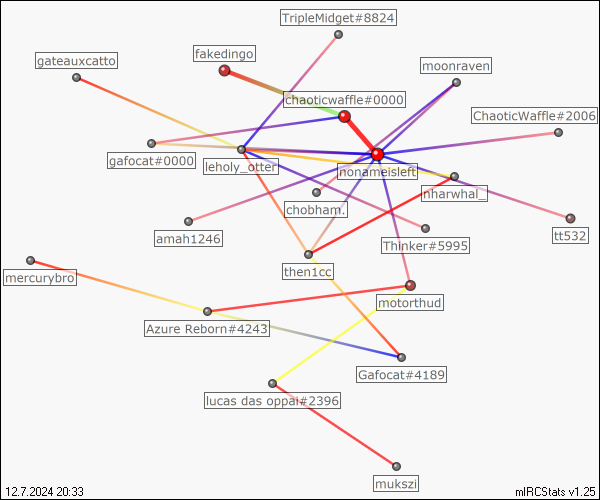 TripleMidget#8824
fakedingo
gateauxcatto
moonraven
chaoticwaffle#0000
ChaoticWaffle#2006
gafocat#0000
leholy_otter
nonameisleft
nharwhal_
chobham.
amah1246
Thinker#5995
tt532
then1cc
mercurybro
motorthud
Azure Reborn#4243
Gafocat#4189
lucas das oppai#2396
mukszi
12.7.2024 20:33
mIRCStats v1.25